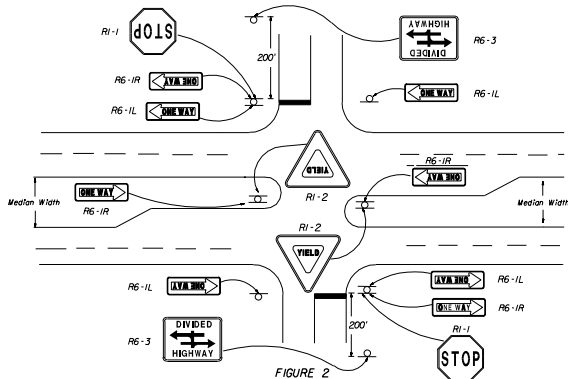 R1-1
STOP
200'
DIVIDED
HIGHWAY
R6-3
R6-1R
ONE WAY
R6-1L
ONE WAY
ONE WAY
R6-1L
YIELD
R1-2
R6-1R
ONE WAY
Median Width
ONE WAY
R6-1R
Median Width
R1-2
YIELD
R6-1L
ONE WAY
ONE WAY
R6-1L
ONE WAY
R6-1R
R6-3
DIVIDED
HIGHWAY
200'
R1-1
STOP
FIGURE 2